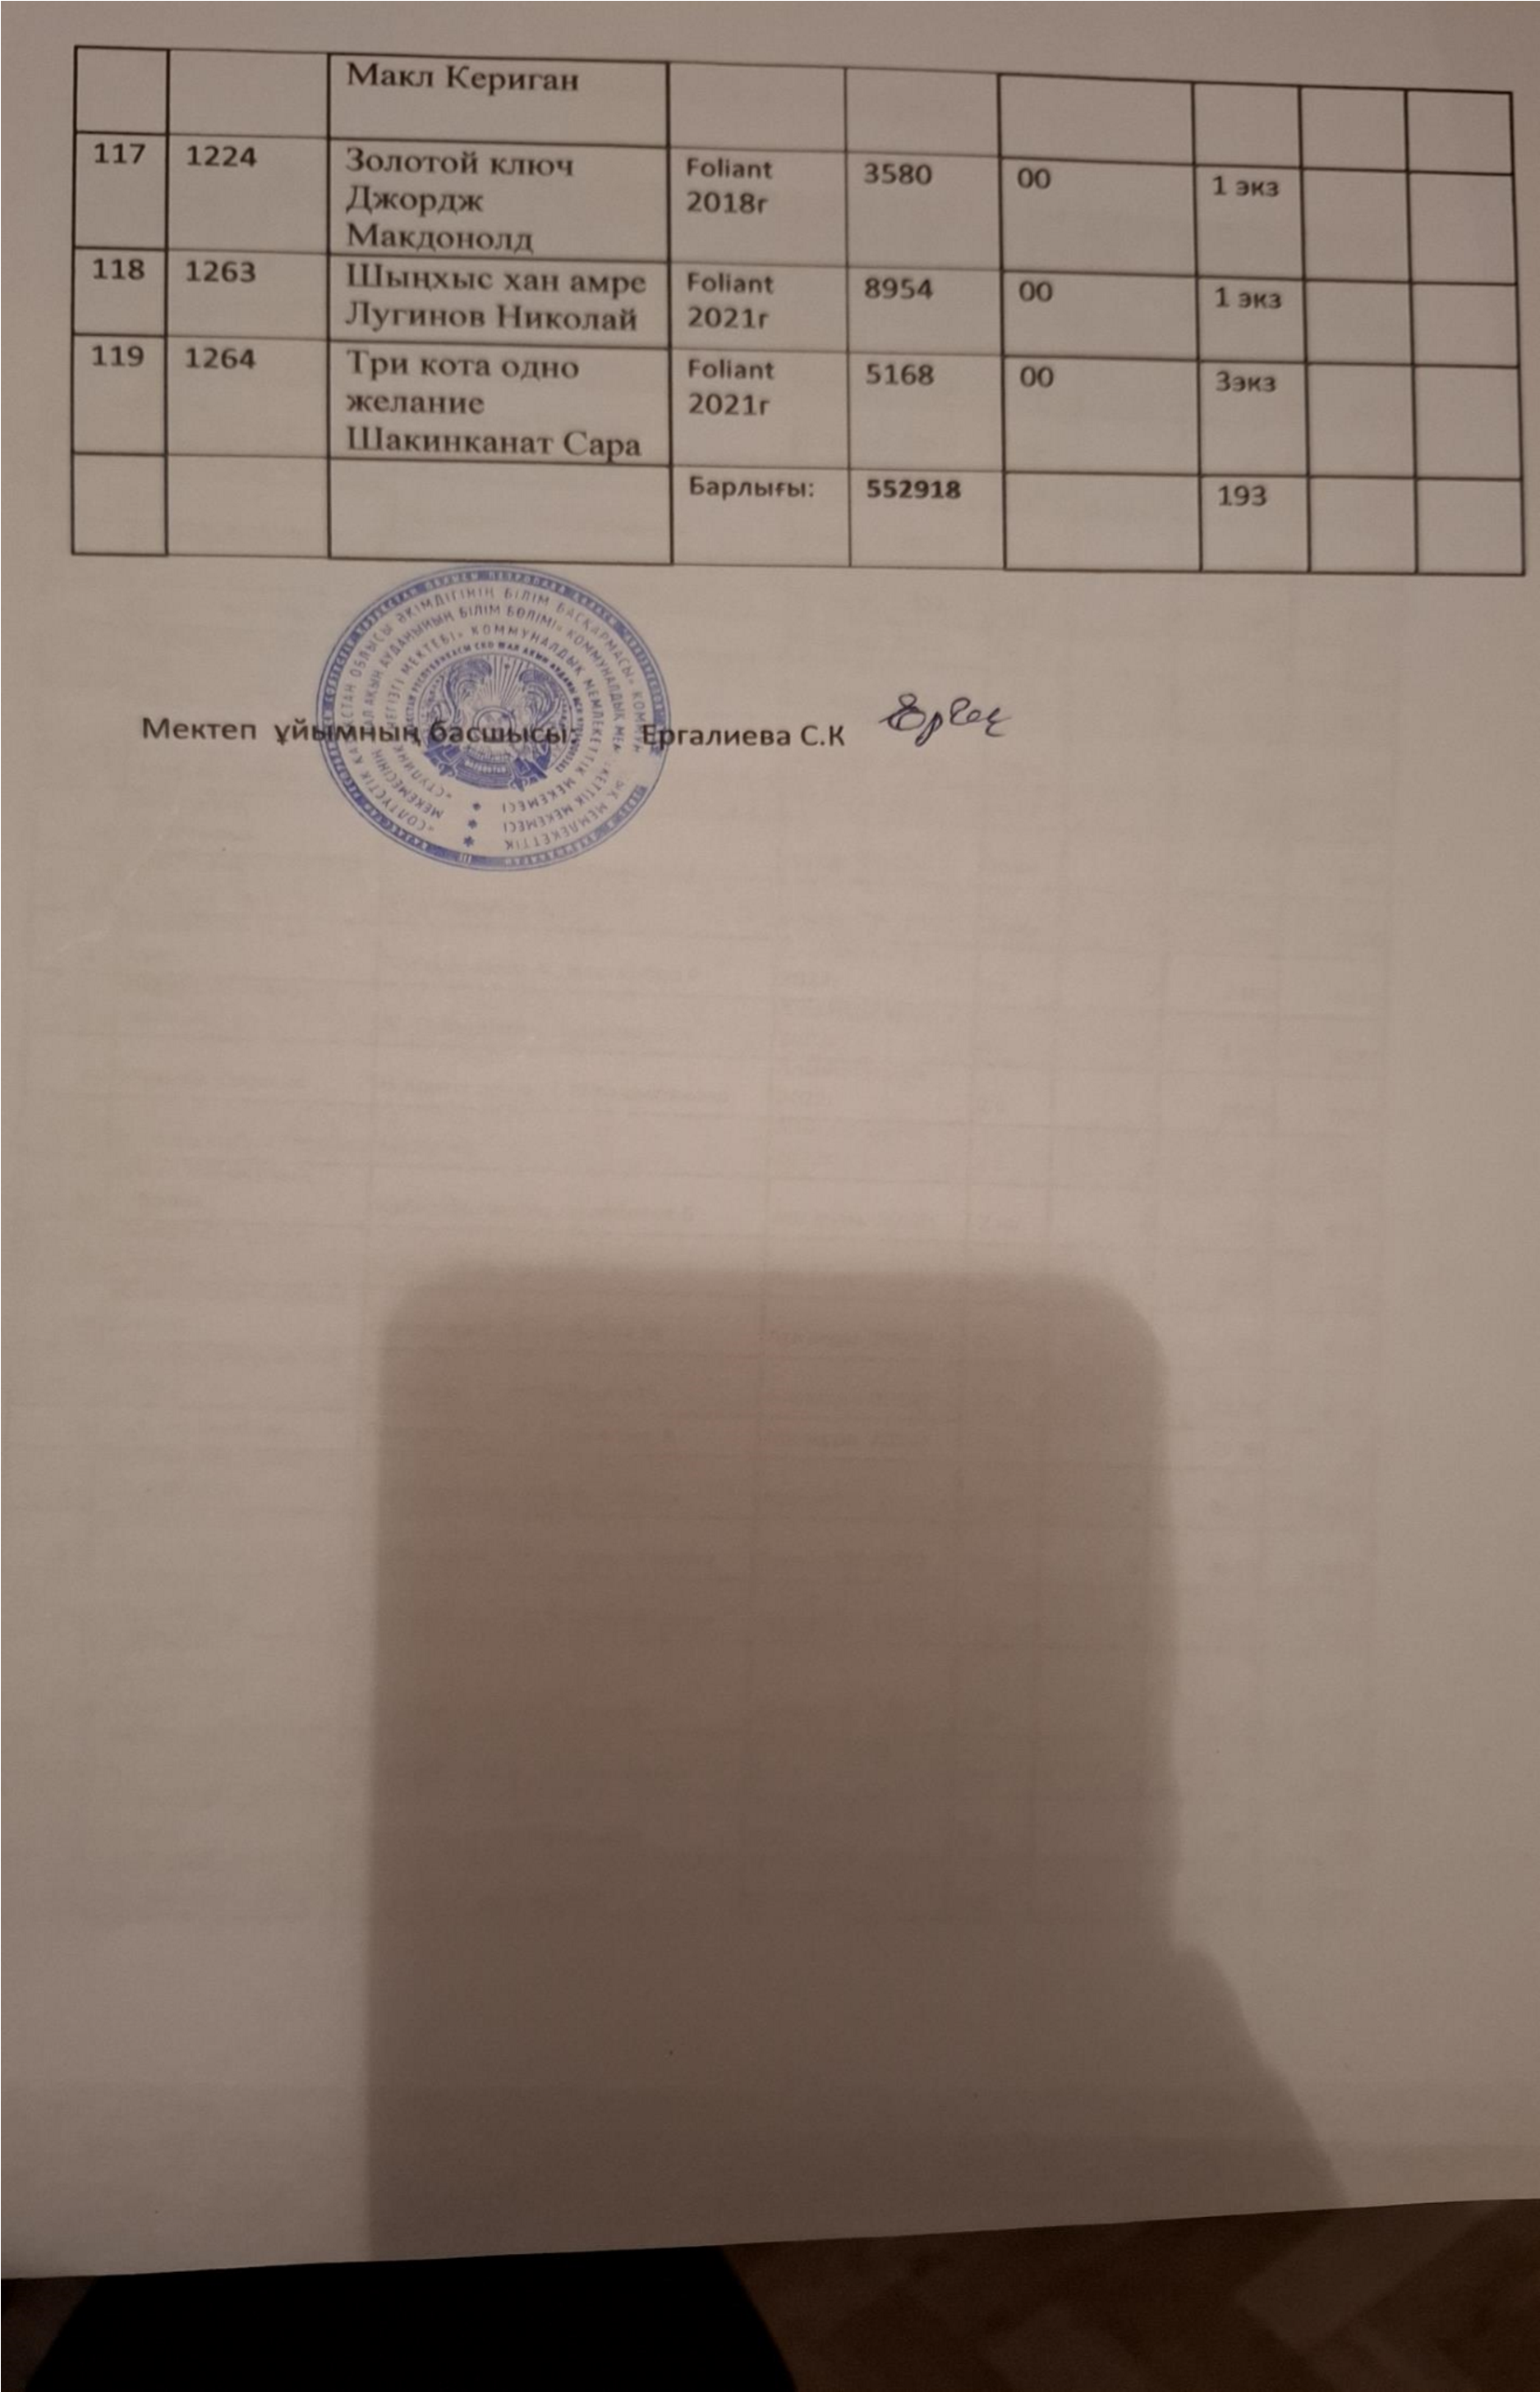 Макл Кериган
117 1224 Золотой ключ Foliant 3580 00 1 экз
Джордж 2018г
Макдонолд
118 1263 Шыңхыс хан амре Foliant 8954 00 1 экз
Лугинов Николай 2021г
119 1264 Три кота одно Foliant 5168 00 3экз
желание 2021г
Шакинканат Сара
Барлығы: 552918 193
Мектеп ұйымның басшысы: Ергалиева С.К